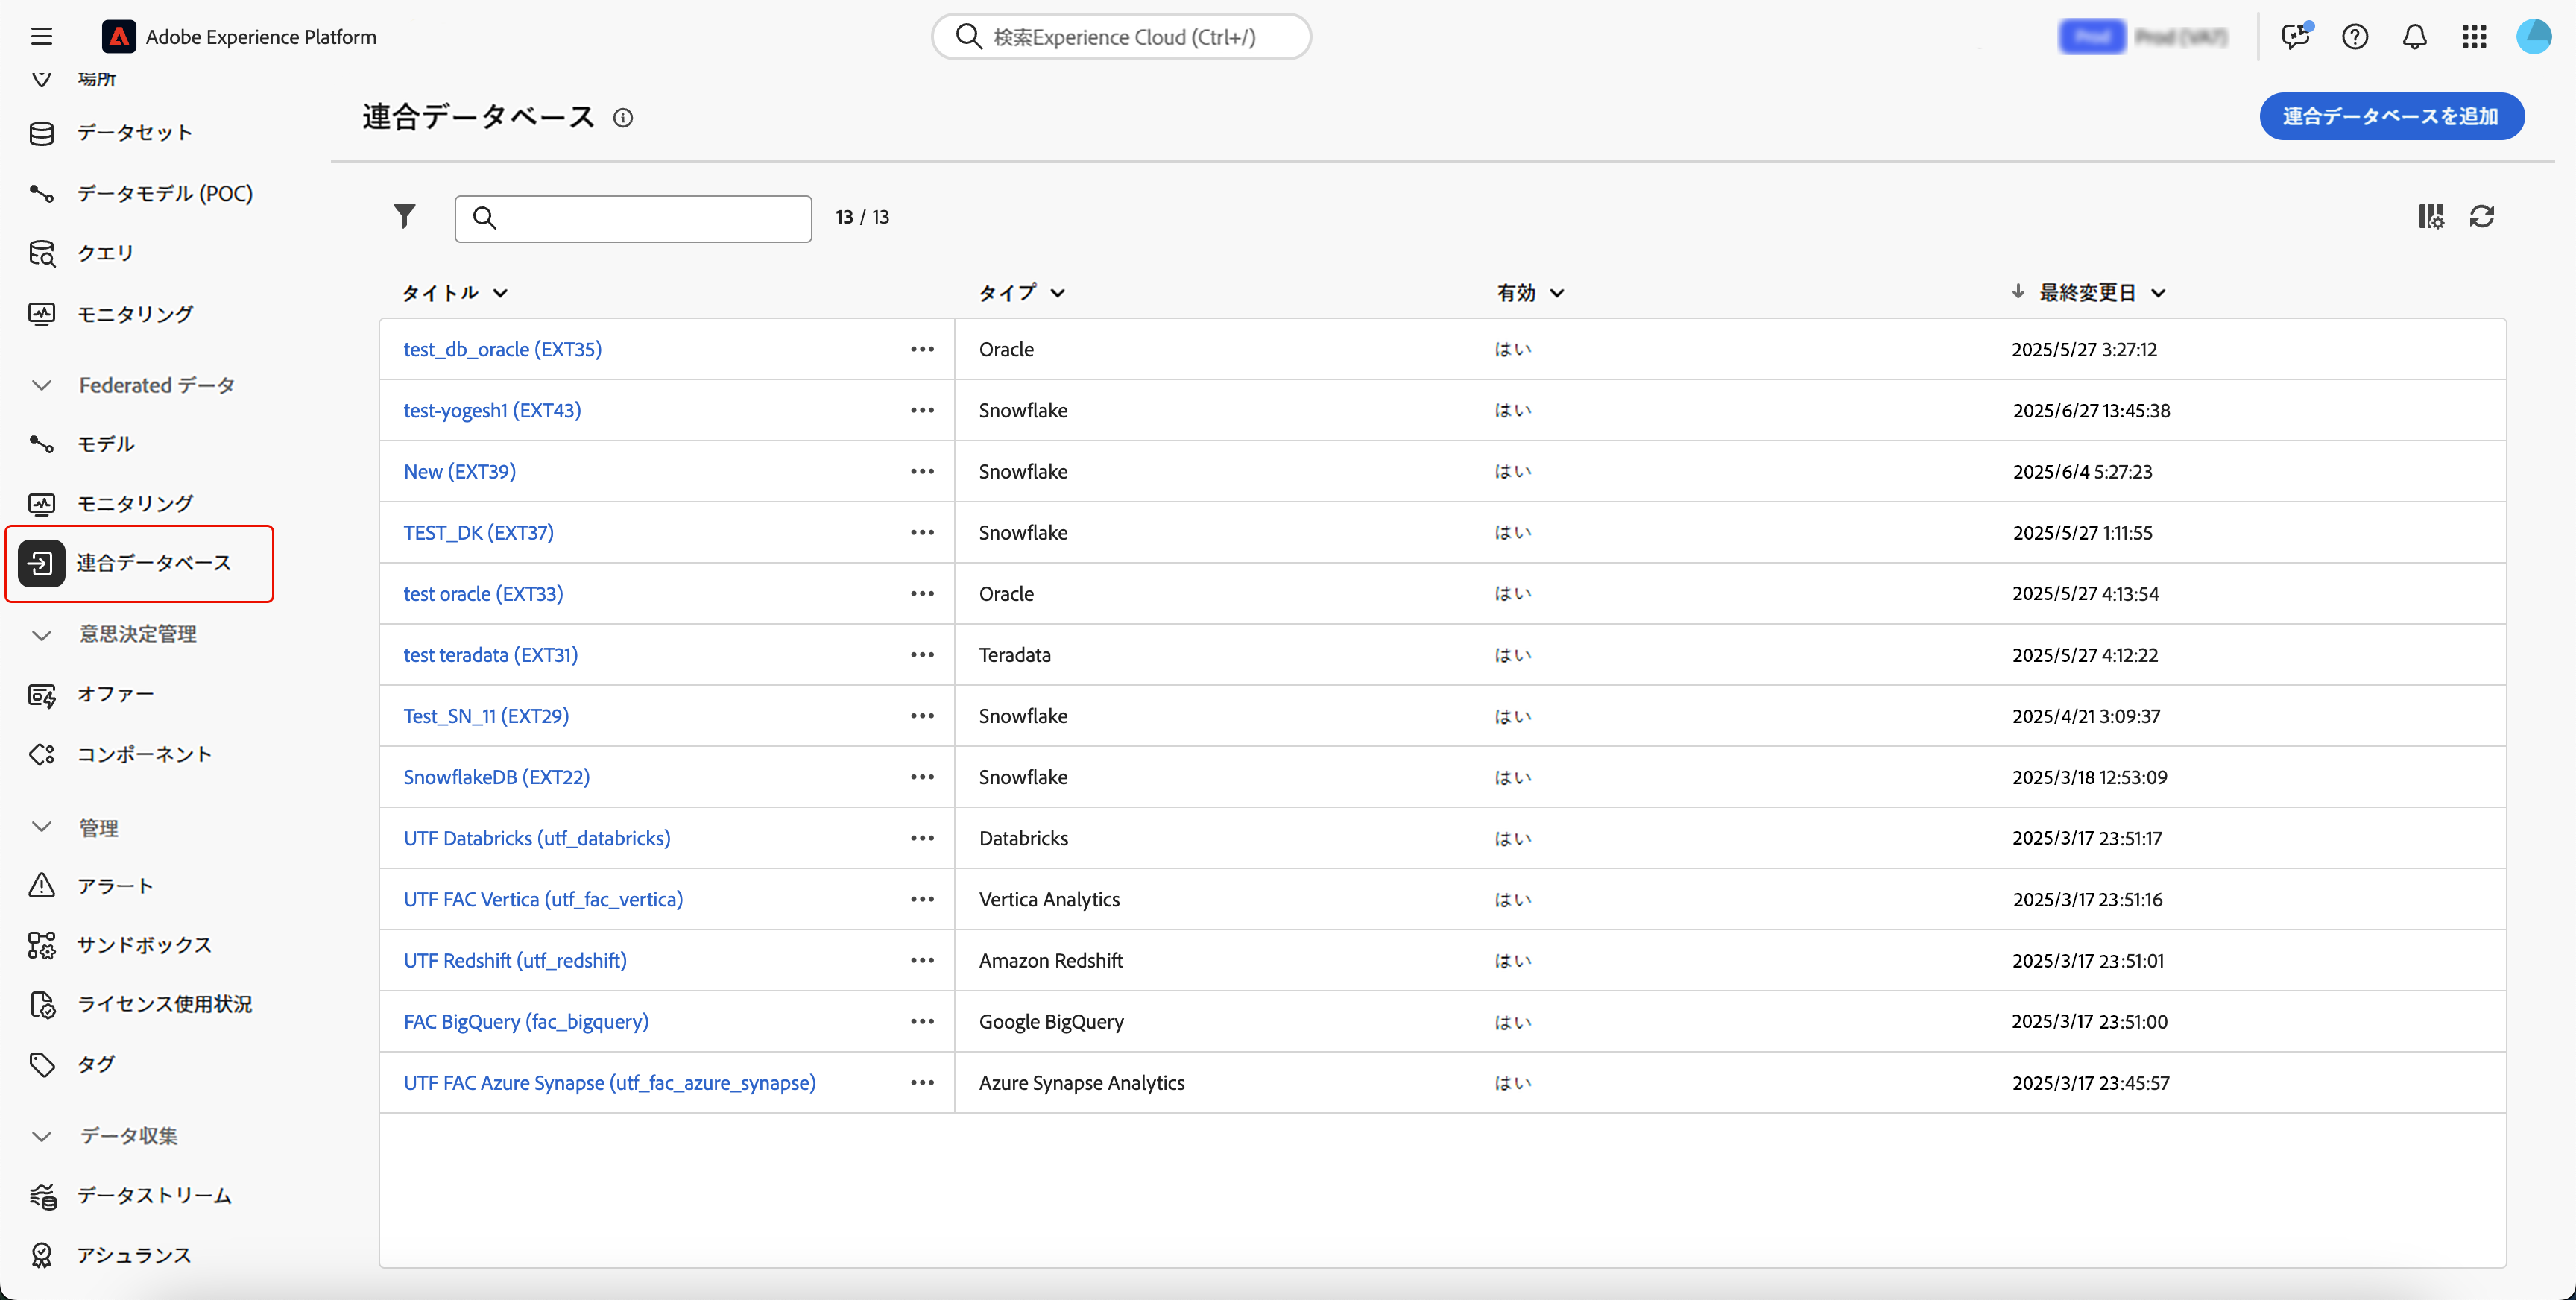 Adobe Experience Platform
検索Experience Cloud (Ctrl+/)
場所
データセット
データモデル (POC)
クエリ
モニタリング
Federated データ
モデル
モニタリング
連合データベース
意思決定管理
オファー
コンポーネント
管理
アラート
サンドボックス
ライセンス使用状況
タグ
データ収集
データストリーム
アシュランス
連合データベース
連合データベースを追加
13 / 13
タイトル タイプ 有効 最終変更日
test_db_oracle (EXT35) Oracle はい 2025/5/27 3:27:12
test-yogesh1 (EXT43) Snowflake はい 2025/6/27 13:45:38
New (EXT39) Snowflake はい 2025/6/4 5:27:23
TEST_DK (EXT37) Snowflake はい 2025/5/27 1:11:55
test oracle (EXT33) Oracle はい 2025/5/27 4:13:54
test teradata (EXT31) Teradata はい 2025/5/27 4:12:22
Test_SN_11 (EXT29) Snowflake はい 2025/4/21 3:09:37
SnowflakeDB (EXT22) Snowflake はい 2025/3/18 12:53:09
UTF Databricks (utf_databricks) Databricks はい 2025/3/17 23:51:17
UTF FAC Vertica (utf_fac_vertica) Vertica Analytics はい 2025/3/17 23:51:16
UTF Redshift (utf_redshift) Amazon Redshift はい 2025/3/17 23:51:01
FAC BigQuery (fac_bigquery) Google BigQuery はい 2025/3/17 23:51:00
UTF FAC Azure Synapse (utf_fac_azure_synapse) Azure Synapse Analytics はい 2025/3/17 23:45:57